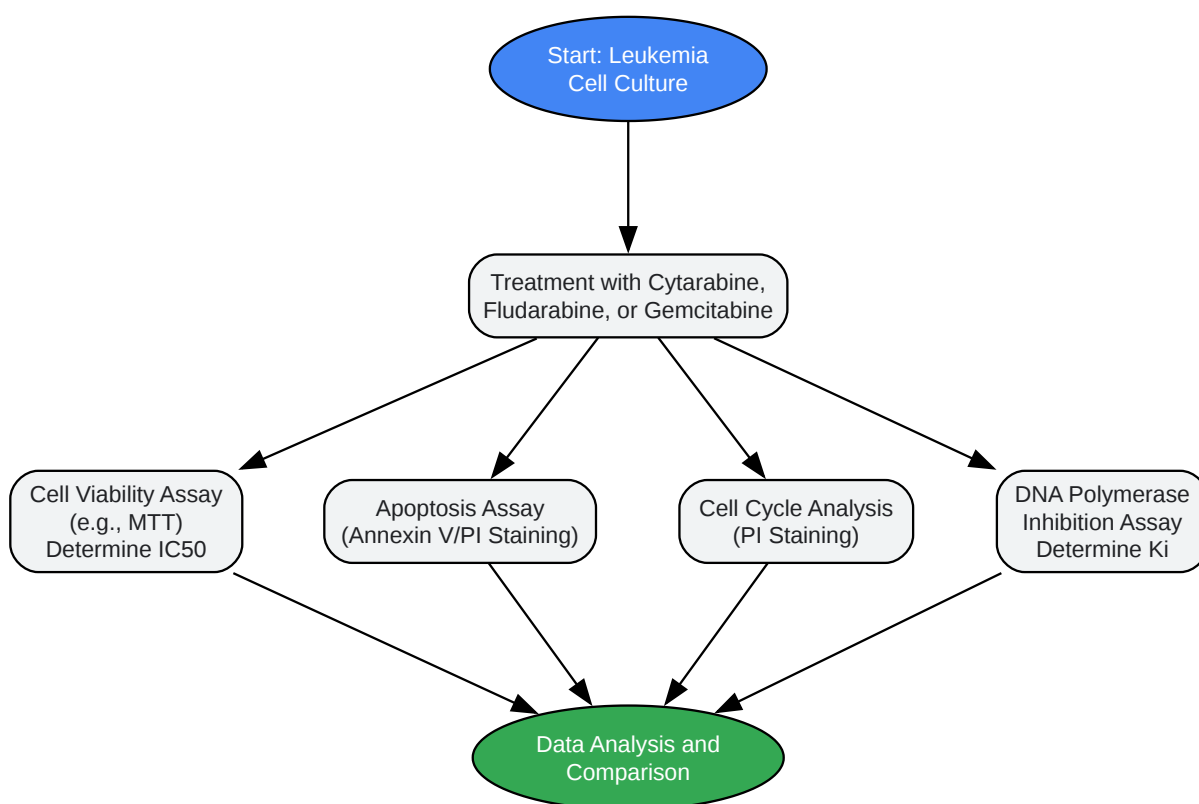 Start: Leukemia
Cell Culture
Treatment with Cytarabine,
Fludarabine, or Gemcitabine
Cell Viability Assay
(e.g., MTT)
Determine IC50
Apoptosis Assay
(Annexin V/PI Staining)
Cell Cycle Analysis
(PI Staining)
DNA Polymerase
Inhibition Assay
Determine Ki
Data Analysis and
Comparison